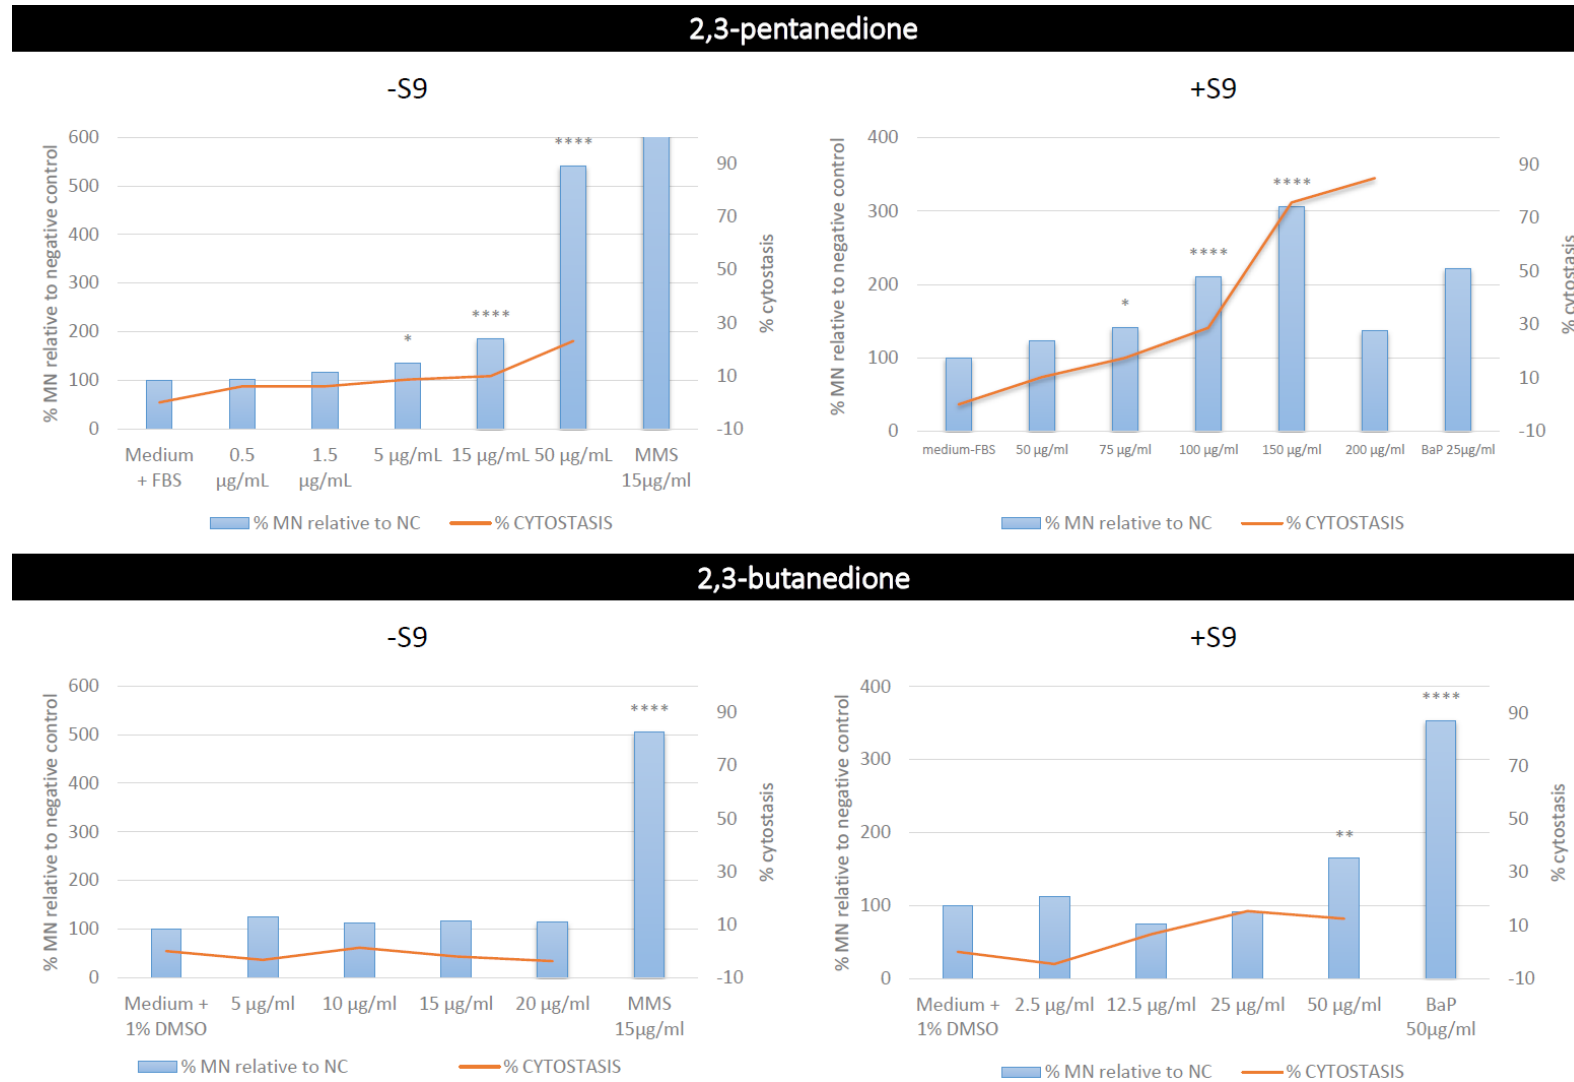 2,3-pentanedione
-S9
% MN relative to negative control
600
500
400
300
200
100
0
*
****
****
90
70
50
30
10
-10
% cytostasis
Medium + FBS
0.5 µg/mL
1.5 µg/mL
5 µg/mL
15 µg/mL
50 µg/mL
MMS 15µg/ml
% MN relative to NC
% CYTOSTASIS
+S9
% MN relative to negative control
400
300
200
100
0
*
****
****
90
70
50
30
10
-10
% cytostasis
medium-FBS
50 µg/ml
75 µg/ml
100 µg/ml
150 µg/ml
200 µg/ml
BaP 25µg/ml
% MN relative to NC
% CYTOSTASIS
2,3-butanedione
-S9
% MN relative to negative control
600
500
400
300
200
100
0
****
90
70
50
30
10
-10
% cytostasis
Medium + 1% DMSO
5 µg/ml
10 µg/ml
15 µg/ml
20 µg/ml
MMS 15µg/ml
% MN relative to NC
% CYTOSTASIS
+S9
% MN relative to negative control
400
300
200
100
0
**
****
90
70
50
30
10
-10
% cytostasis
Medium + 1% DMSO
2.5 µg/ml
12.5 µg/ml
25 µg/ml
50 µg/ml
BaP 50µg/ml
% MN relative to NC
% CYTOSTASIS